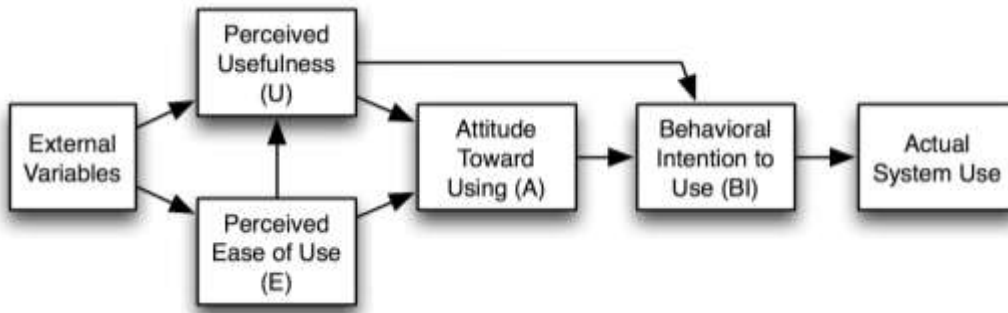 Perceived
Usefulness
(U)
External
Variables
Perceived
Ease of Use
(E)
Attitude
Toward
Using (A)
Behavioral
Intention to
Use (BI)
Actual
System Use